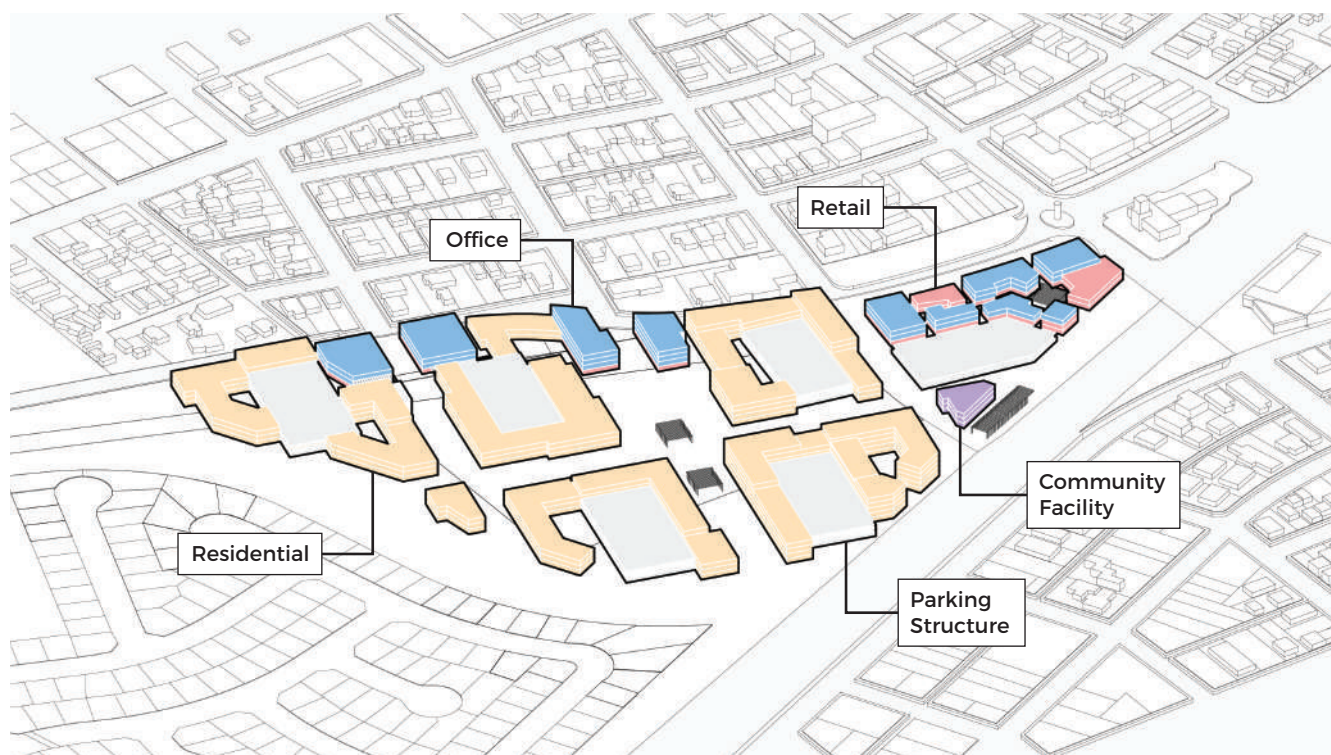 Retail
Office
Community
Facility
Residential
Parking
Structure